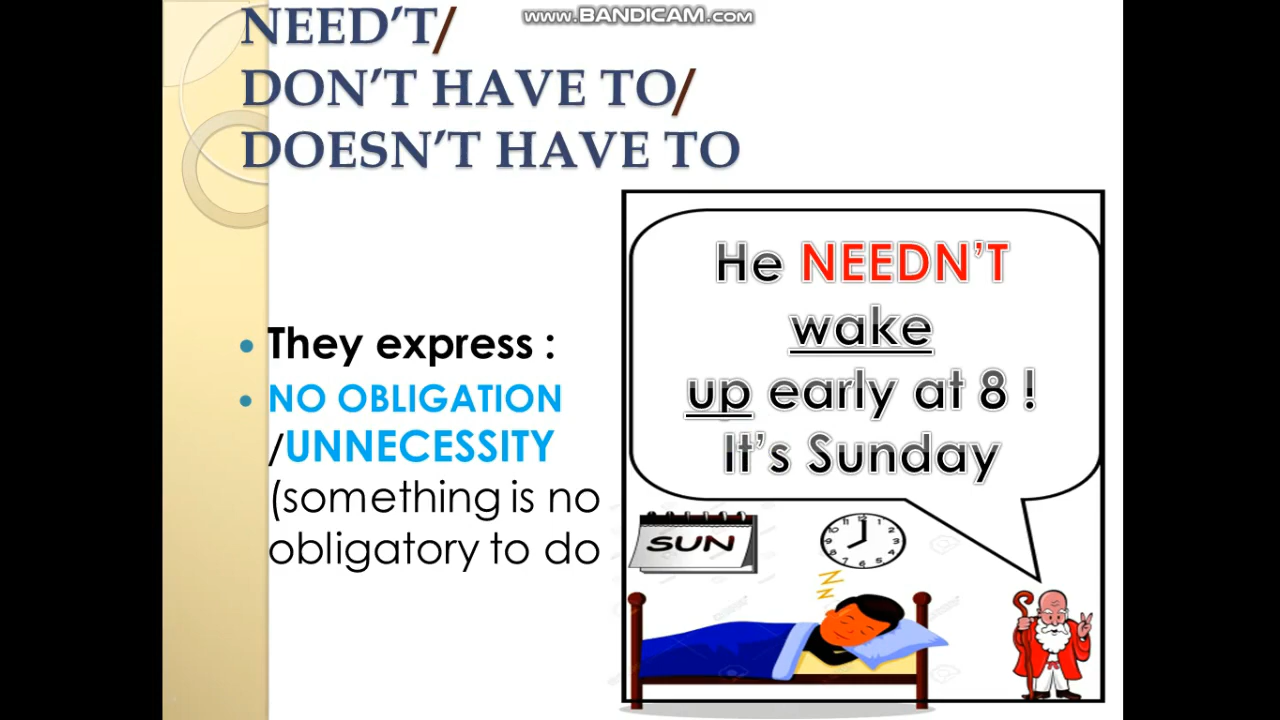 www.BANDICAM.com
NEED'T/
DON'T HAVE TO/
DOESN'T HAVE TO
They express :
NO OBLIGATION
/UNNECESSITY
(something is no
obligatory to do
He NEEDN'T
wake
up early at 8 !
It's Sunday
SUN